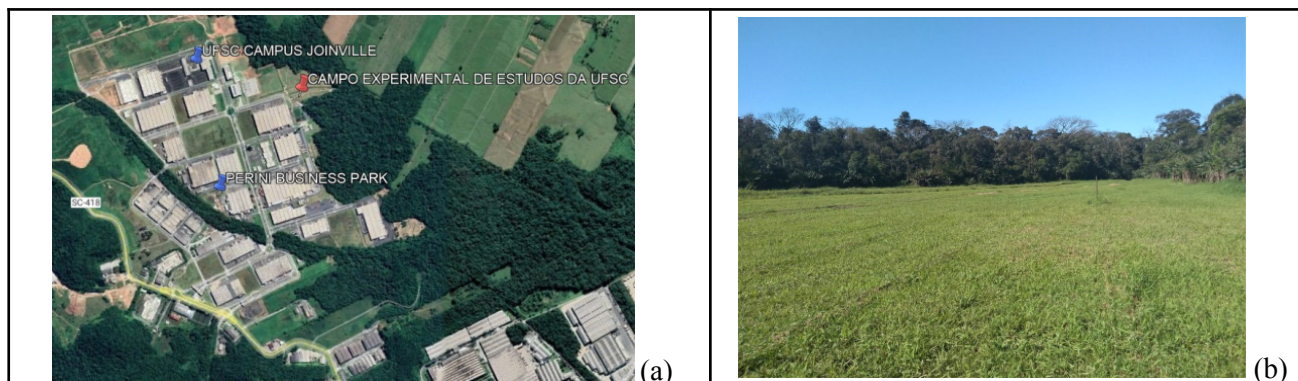 UFSC CAMPUS JOINVILLE
CAMPO EXPERIMENTAL DE ESTUDOS DA UFSC
PERINI BUSINESS PARK
SC-418
(a)
(b)